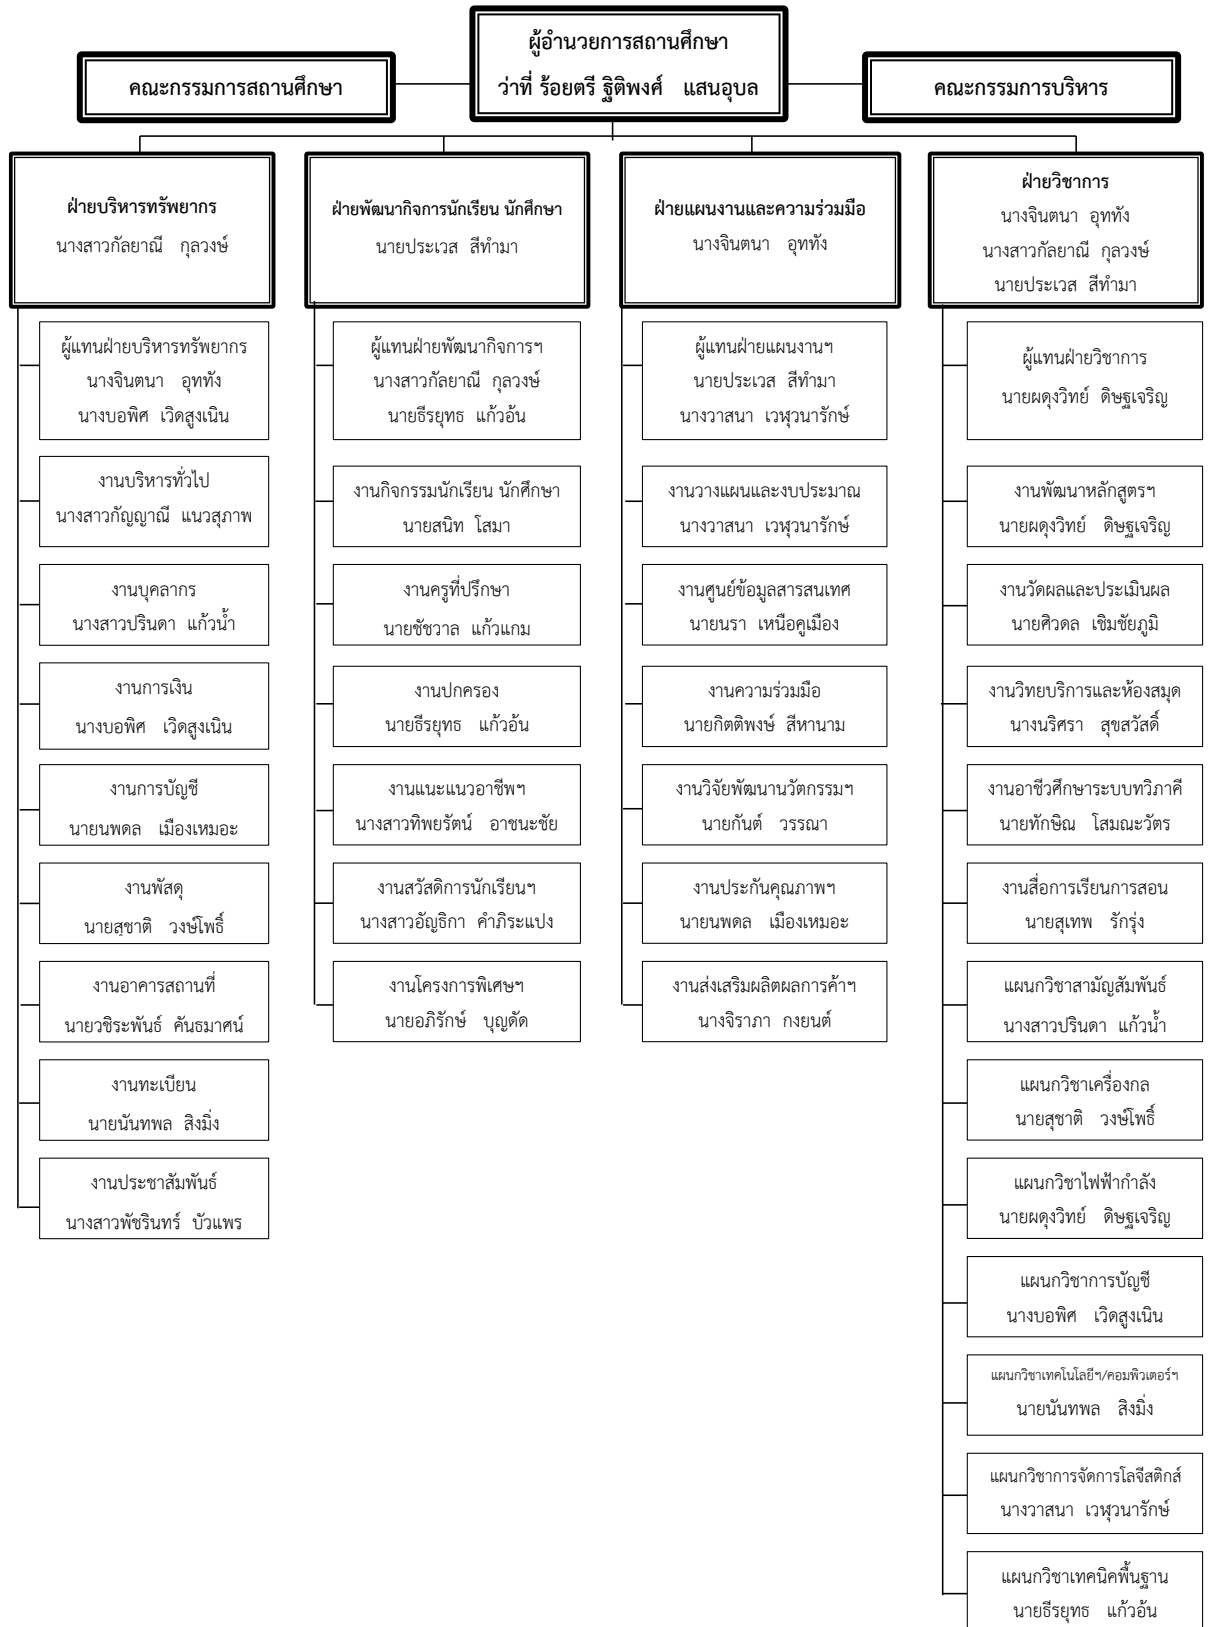 ผู้อำนวยการสถานศึกษา
ว่าที่ ร้อยตรี ฐิติพงศ์ แสนอุบล
คณะกรรมการสถานศึกษา
คณะกรรมการบริหาร
ฝ่ายบริหารทรัพยากร
นางสาวกัลยาณี กุลวงษ์
ผู้แทนฝ่ายบริหารทรัพยากร
นางจินตนา อุททัง
นางบอพิศ เวิดสูงเนิน
งานบริหารทั่วไป
นางสาวกัญญาณี แนวสุภาพ
งานบุคลากร
นางสาวปรินดา แก้วน้ำ
งานการเงิน
นางบอพิศ เวิดสูงเนิน
งานการบัญชี
นายนพดล เมืองเหมอะ
งานพัสดุ
นายสุชาติ วงษ์โพธิ์
งานอาคารสถานที่
นายวชิระพันธ์ คันธมาศน์
งานทะเบียน
นายนันทพล สิงมิ่ง
งานประชาสัมพันธ์
นางสาวพัชรินทร์ บัวแพร
ฝ่ายพัฒนากิจการนักเรียน นักศึกษา
นายประเวส สีทำมา
ผู้แทนฝ่ายพัฒนากิจการฯ
นางสาวกัลยาณี กุลวงษ์
นายธีรยุทธ แก้วอ้น
งานกิจกรรมนักเรียน นักศึกษา
นายสนิท โสมา
งานครูที่ปรึกษา
นายชัชวาล แก้วแกม
งานปกครอง
นายธีรยุทธ แก้วอ้น
งานแนะแนวอาชีพฯ
นางสาวทิพยรัตน์ อาชนะชัย
งานสวัสดิการนักเรียนฯ
นางสาวอัญธิกา คำภิระแปง
งานโครงการพิเศษฯ
นายอภิรักษ์ บุญดัด
ฝ่ายแผนงานและความร่วมมือ
นางจินตนา อุททัง
ผู้แทนฝ่ายแผนงานฯ
นายประเวส สีทำมา
นางวาสนา เวฬุวนารักษ์
งานวางแผนและงบประมาณ
นางวาสนา เวฬุวนารักษ์
งานศูนย์ข้อมูลสารสนเทศ
นายนรา เหนือคูเมือง
งานความร่วมมือ
นายกิตติพงษ์ สีหานาม
งานวิจัยพัฒนานวัตกรรมฯ
นายกันต์ วรรณา
งานประกันคุณภาพฯ
นายนพดล เมืองเหมอะ
งานส่งเสริมผลิตผลการค้าฯ
นางจิราภา กงยนต์
ฝ่ายวิชาการ
นางจินตนา อุททัง
นางสาวกัลยาณี กุลวงษ์
นายประเวส สีทำมา
ผู้แทนฝ่ายวิชาการ
นายผดุงวิทย์ ดิษฐเจริญ
งานพัฒนาหลักสูตรฯ
นายผดุงวิทย์ ดิษฐเจริญ
งานวัดผลและประเมินผล
นายศิวดล เชิมชัยภูมิ
งานวิทยบริการและห้องสมุด
นางนริศรา สุขสวัสดิ์
งานอาชีวศึกษาระบบทวิภาคี
นายทักษิณ โสมณะวัตร
งานสื่อการเรียนการสอน
นายสุเทพ รักรุ่ง
แผนกวิชาสามัญสัมพันธ์
นางสาวปรินดา แก้วน้ำ
แผนกวิชาเครื่องกล
นายสุชาติ วงษ์โพธิ์
แผนกวิชาไฟฟ้ากำลัง
นายผดุงวิทย์ ดิษฐเจริญ
แผนกวิชาการบัญชี
นางบอพิศ เวิดสูงเนิน
แผนกวิชาเทคโนโลยีฯ/คอมพิวเตอร์ฯ
นายนันทพล สิงมิ่ง
แผนกวิชาการจัดการโลจีสติกส์
นางวาสนา เวฬุวนารักษ์
แผนกวิชาเทคนิคพื้นฐาน
นายธีรยุทธ แก้วอ้น